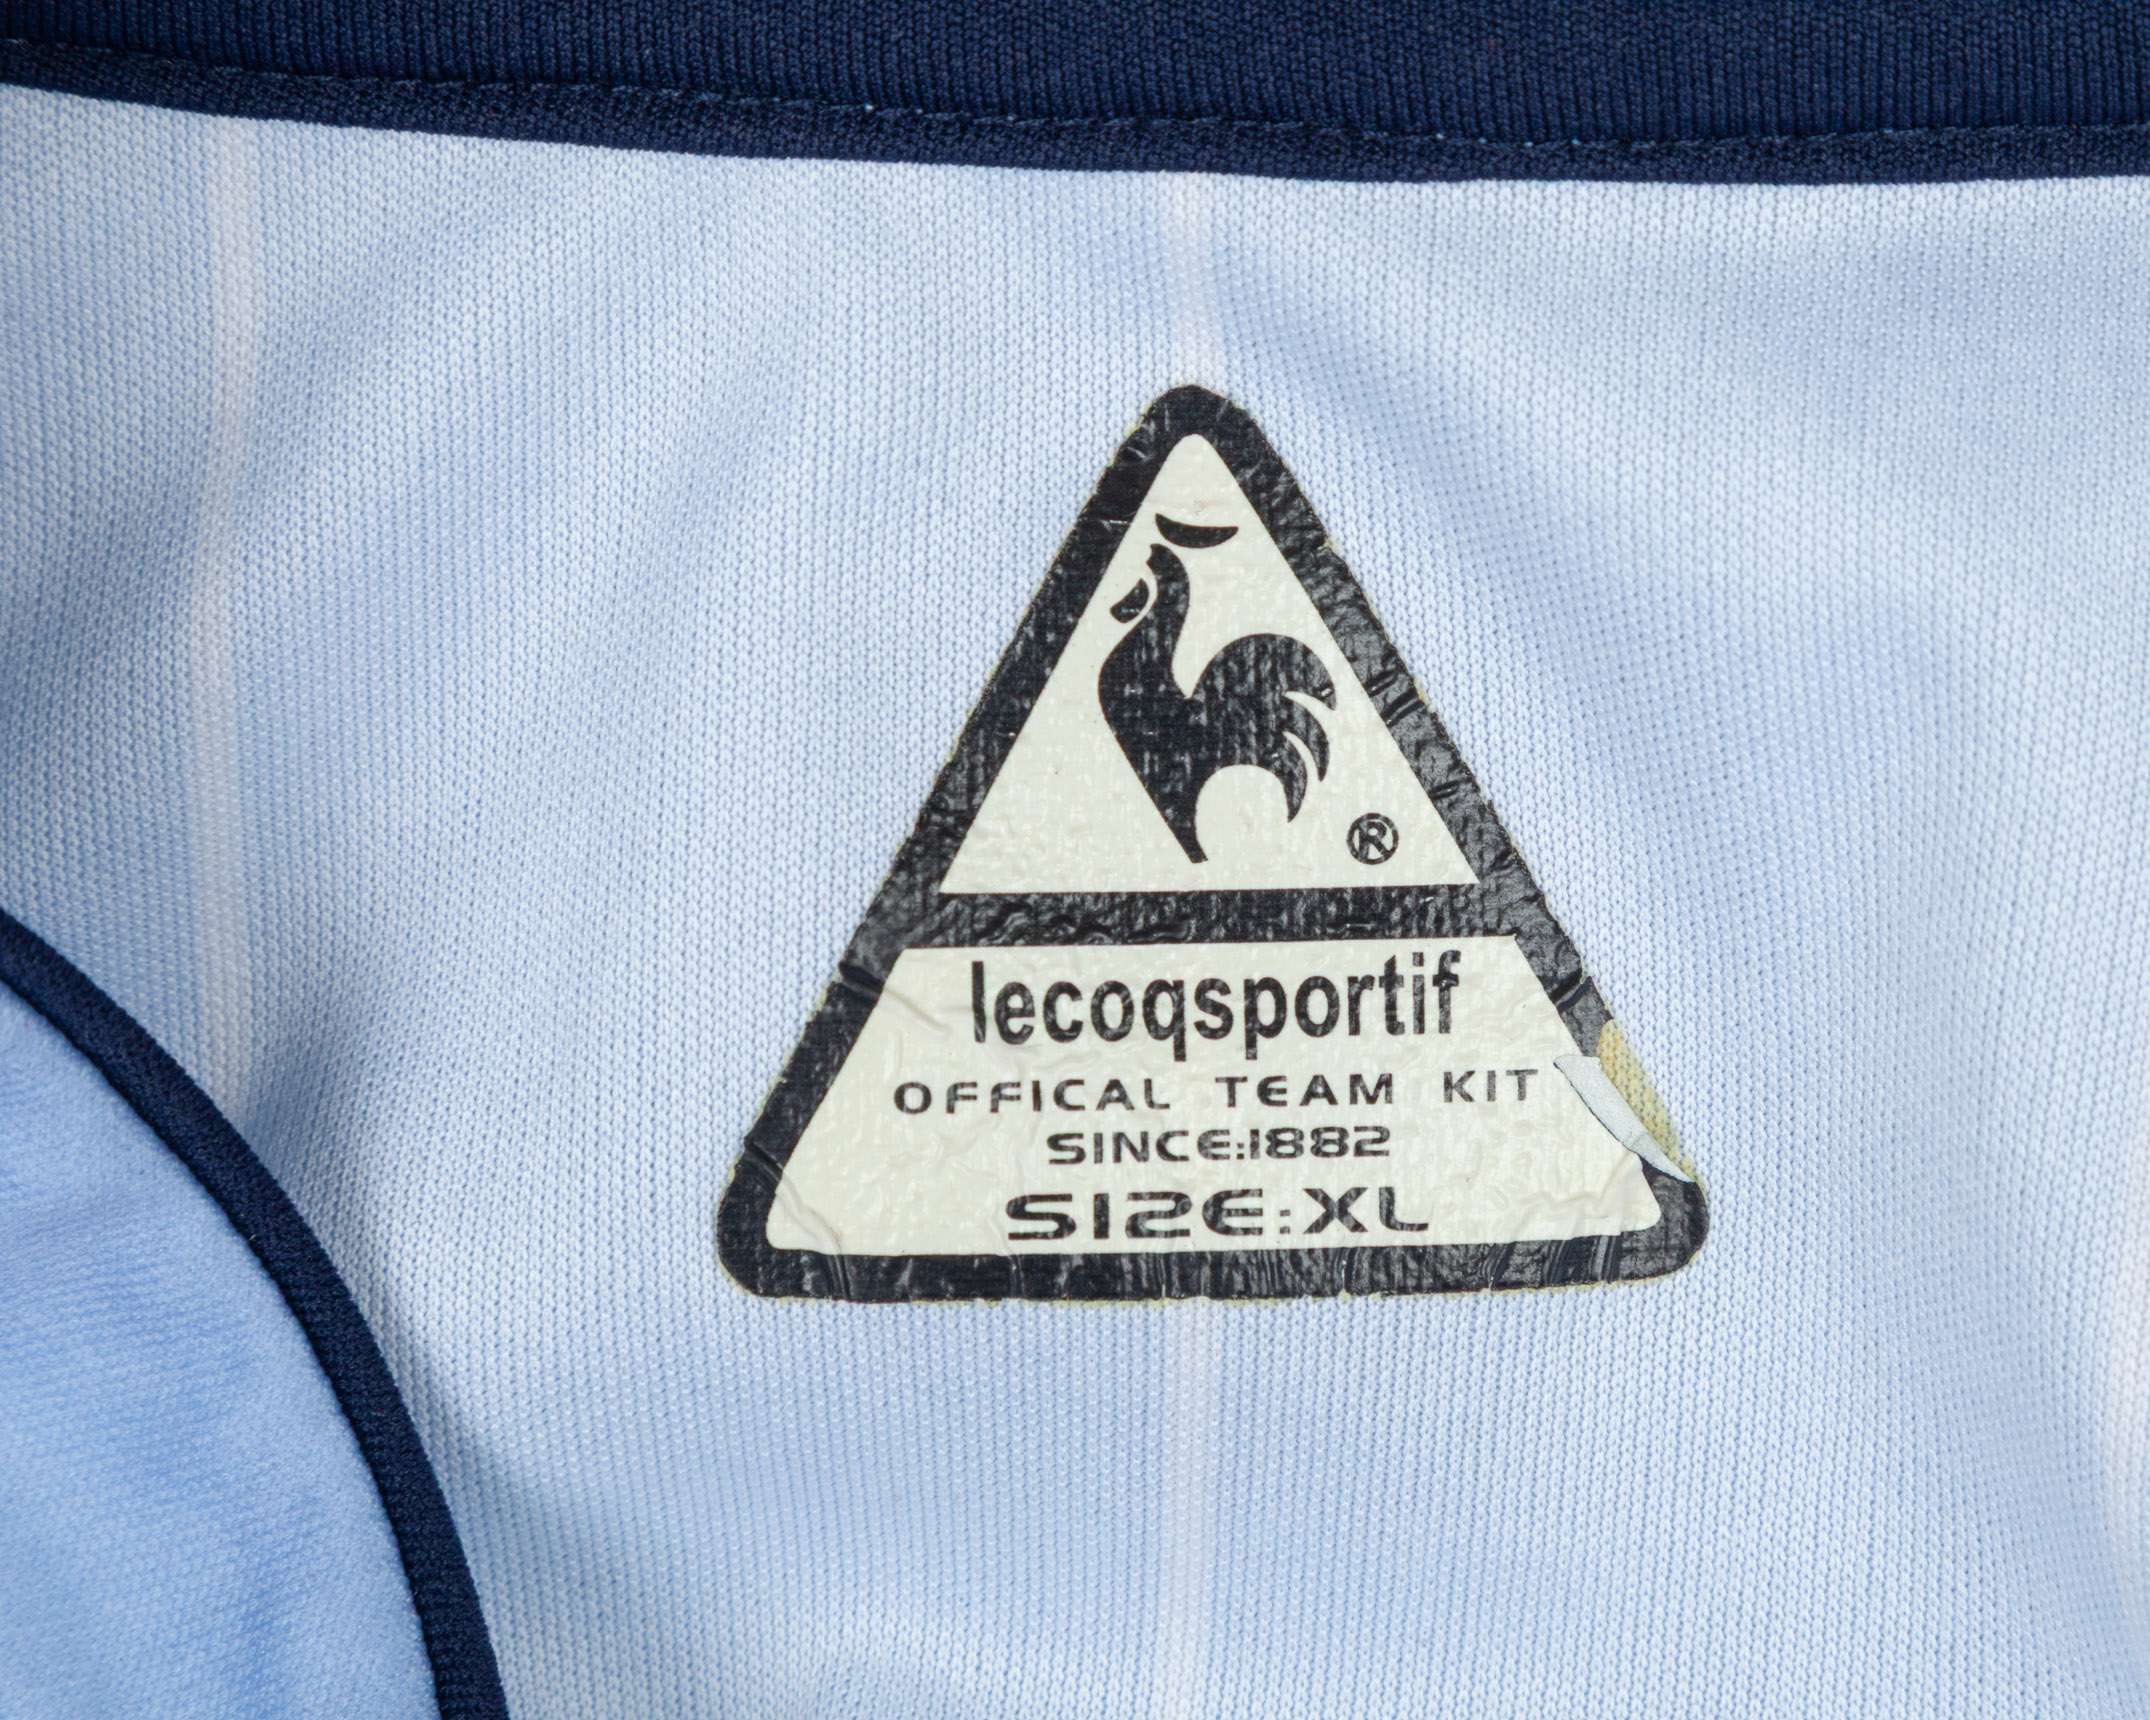 ®
lecoqsportif
OFFICAL TEAM KIT
SINCE:1882
SIZE:XL